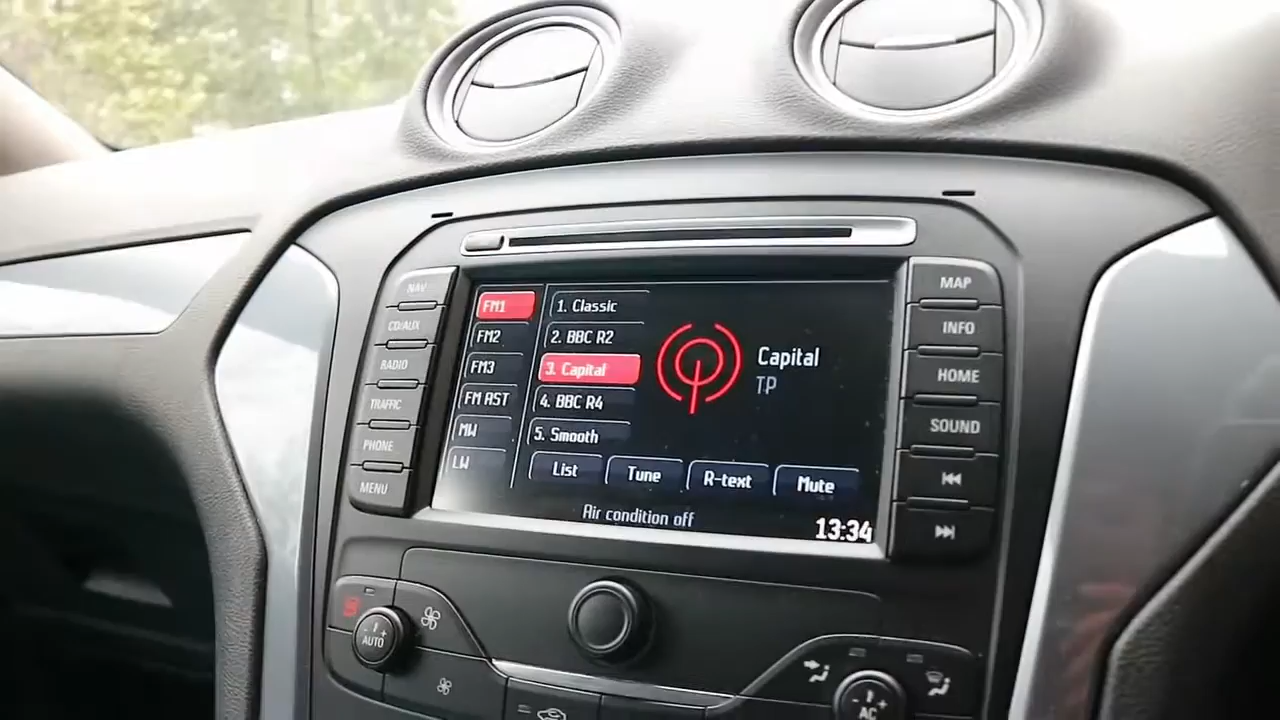 NAV
CD/AUX
RADIO
TRAFFIC
PHONE
MENU
FM1
FM2
FM3
FM AST
MW
LW
1. Classic
2. BBC R2
3. Capital
4. BBC R4
5. Smooth
Capital
TP
List
Tune
R-text
Mute
Air condition off
13:34
MAP
INFO
HOME
SOUND
AUTO
AC